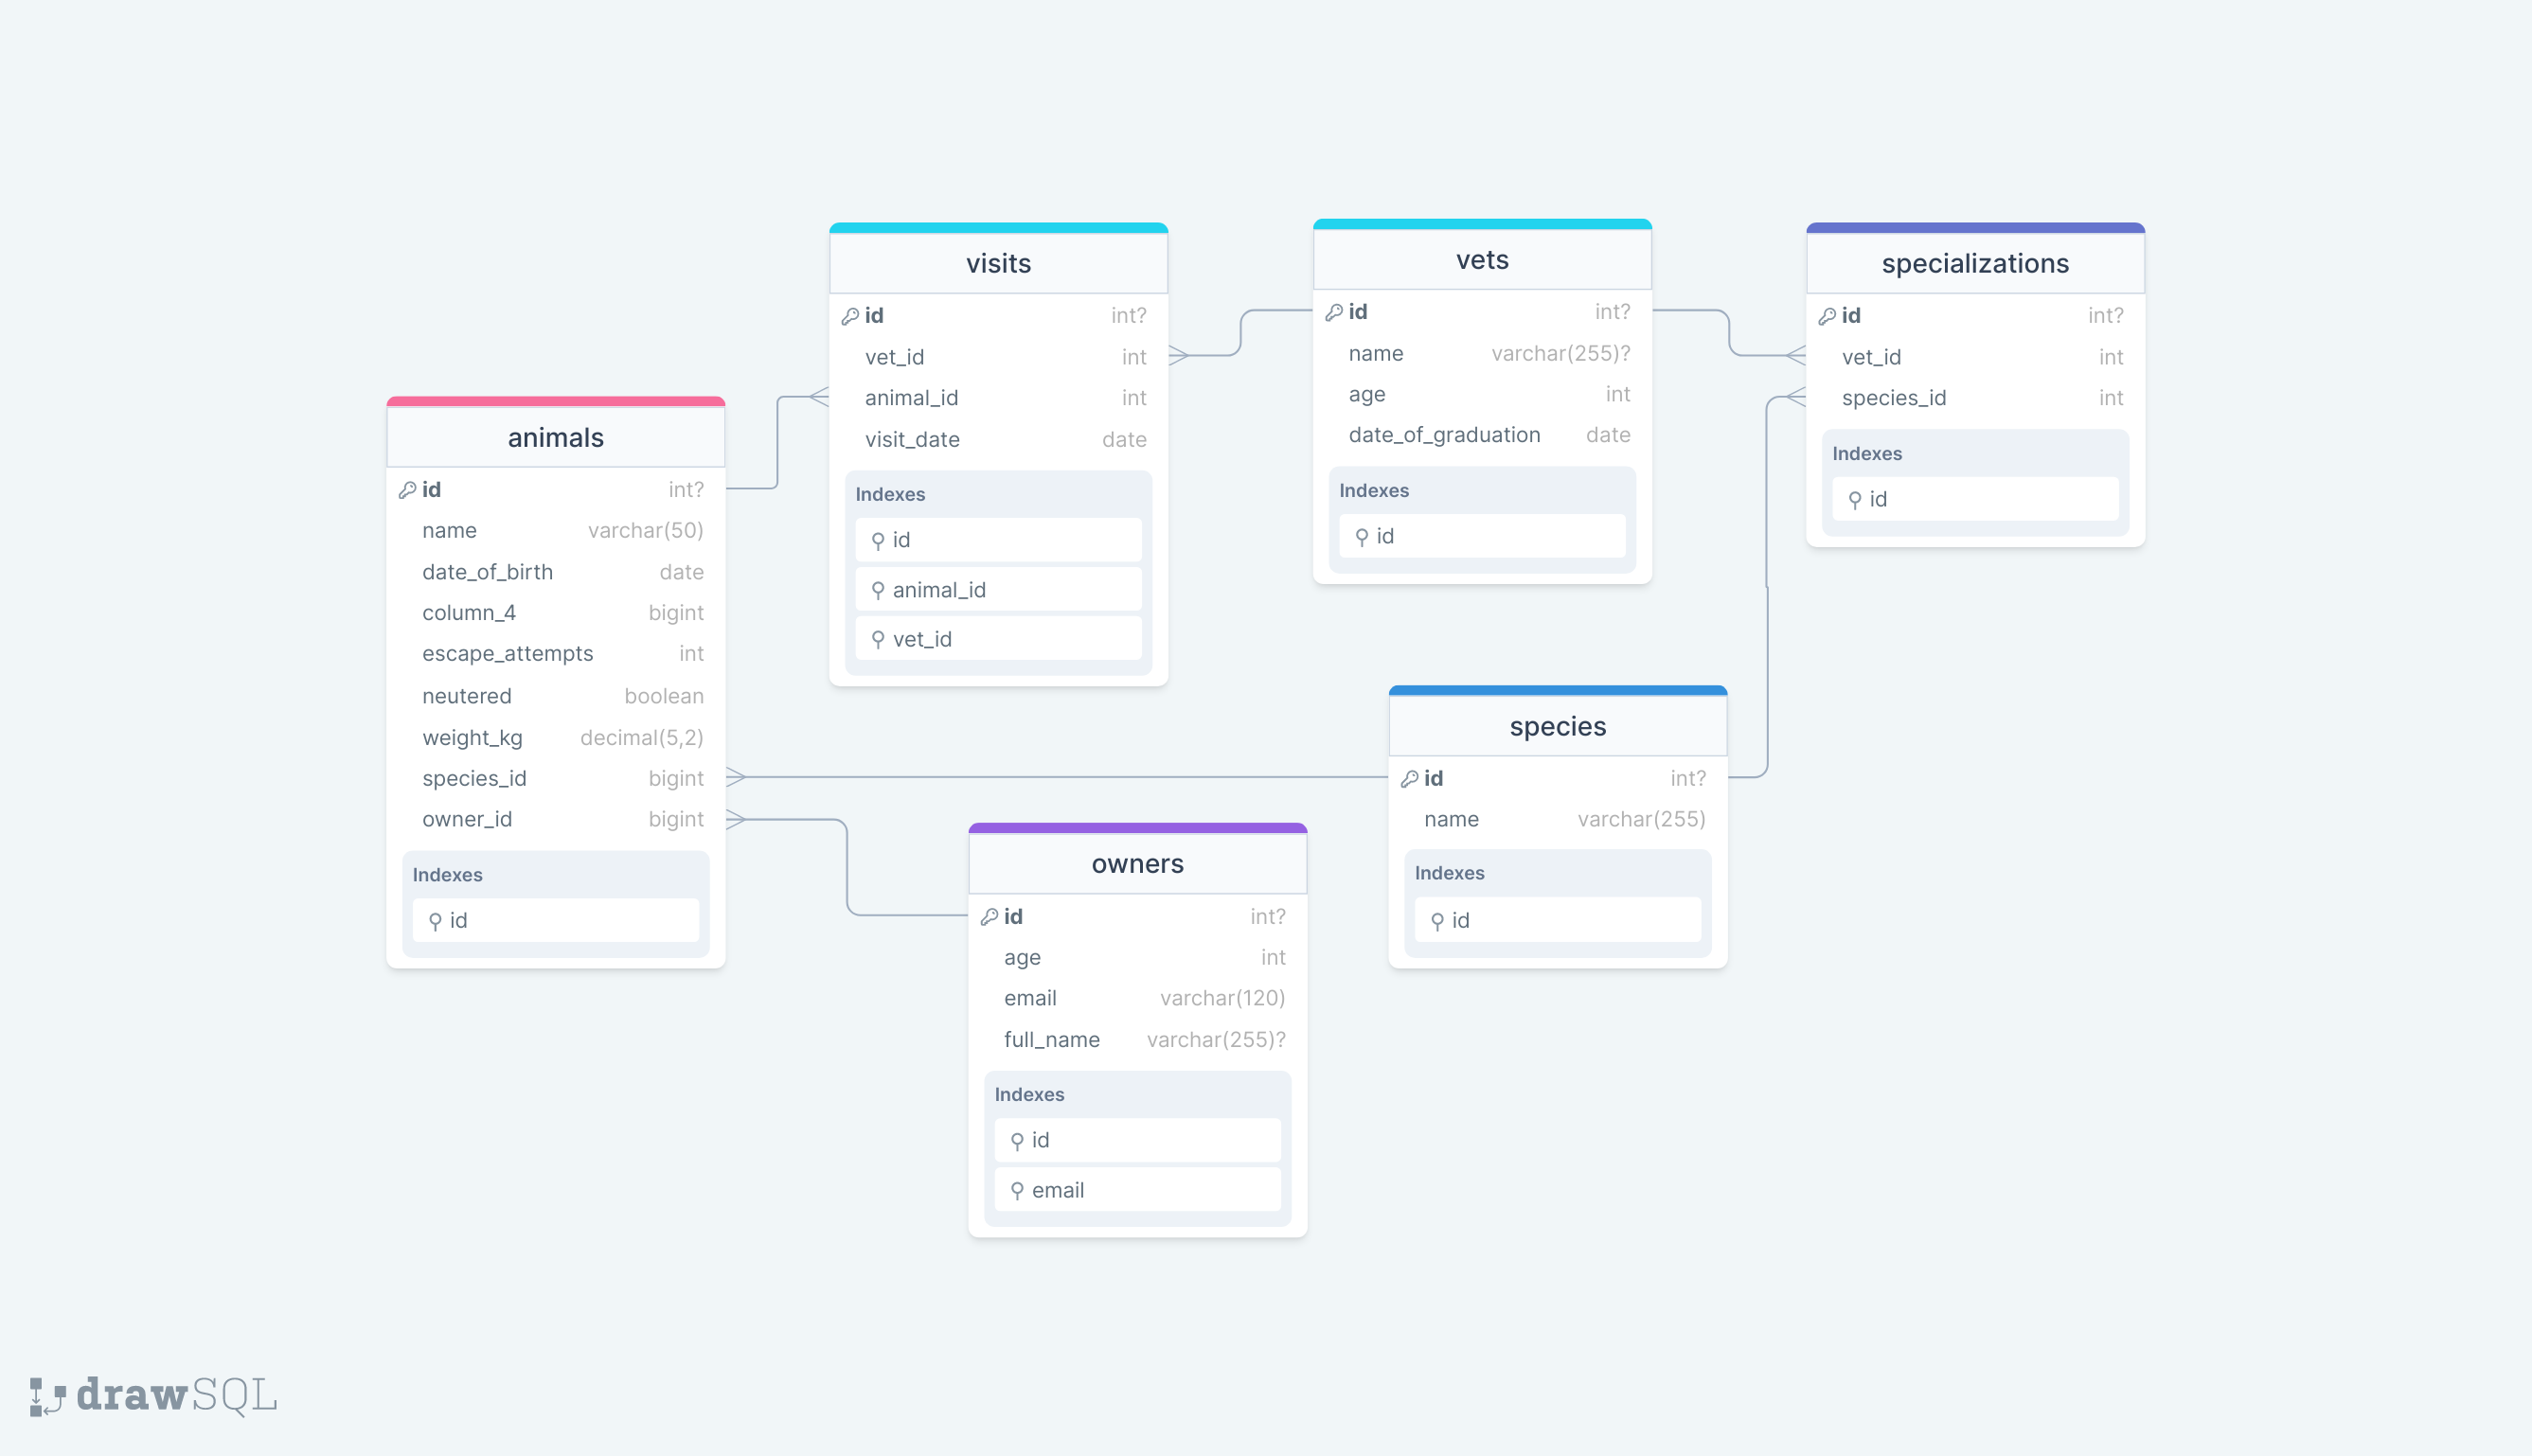 animals
id int?
name varchar(50)
date_of_birth date
column_4 bigint
escape_attempts int
neutered boolean
weight_kg decimal(5,2)
species_id bigint
owner_id bigint
Indexes
id
visits
id int?
vet_id int
animal_id int
visit_date date
Indexes
id
animal_id
vet_id
vets
id int?
name varchar(255)?
age int
date_of_graduation date
Indexes
id
specializations
id int?
vet_id int
species_id int
Indexes
id
species
id int?
name varchar(255)
Indexes
id
owners
id int?
age int
email varchar(120)
full_name varchar(255)?
Indexes
id
email
drawSQL